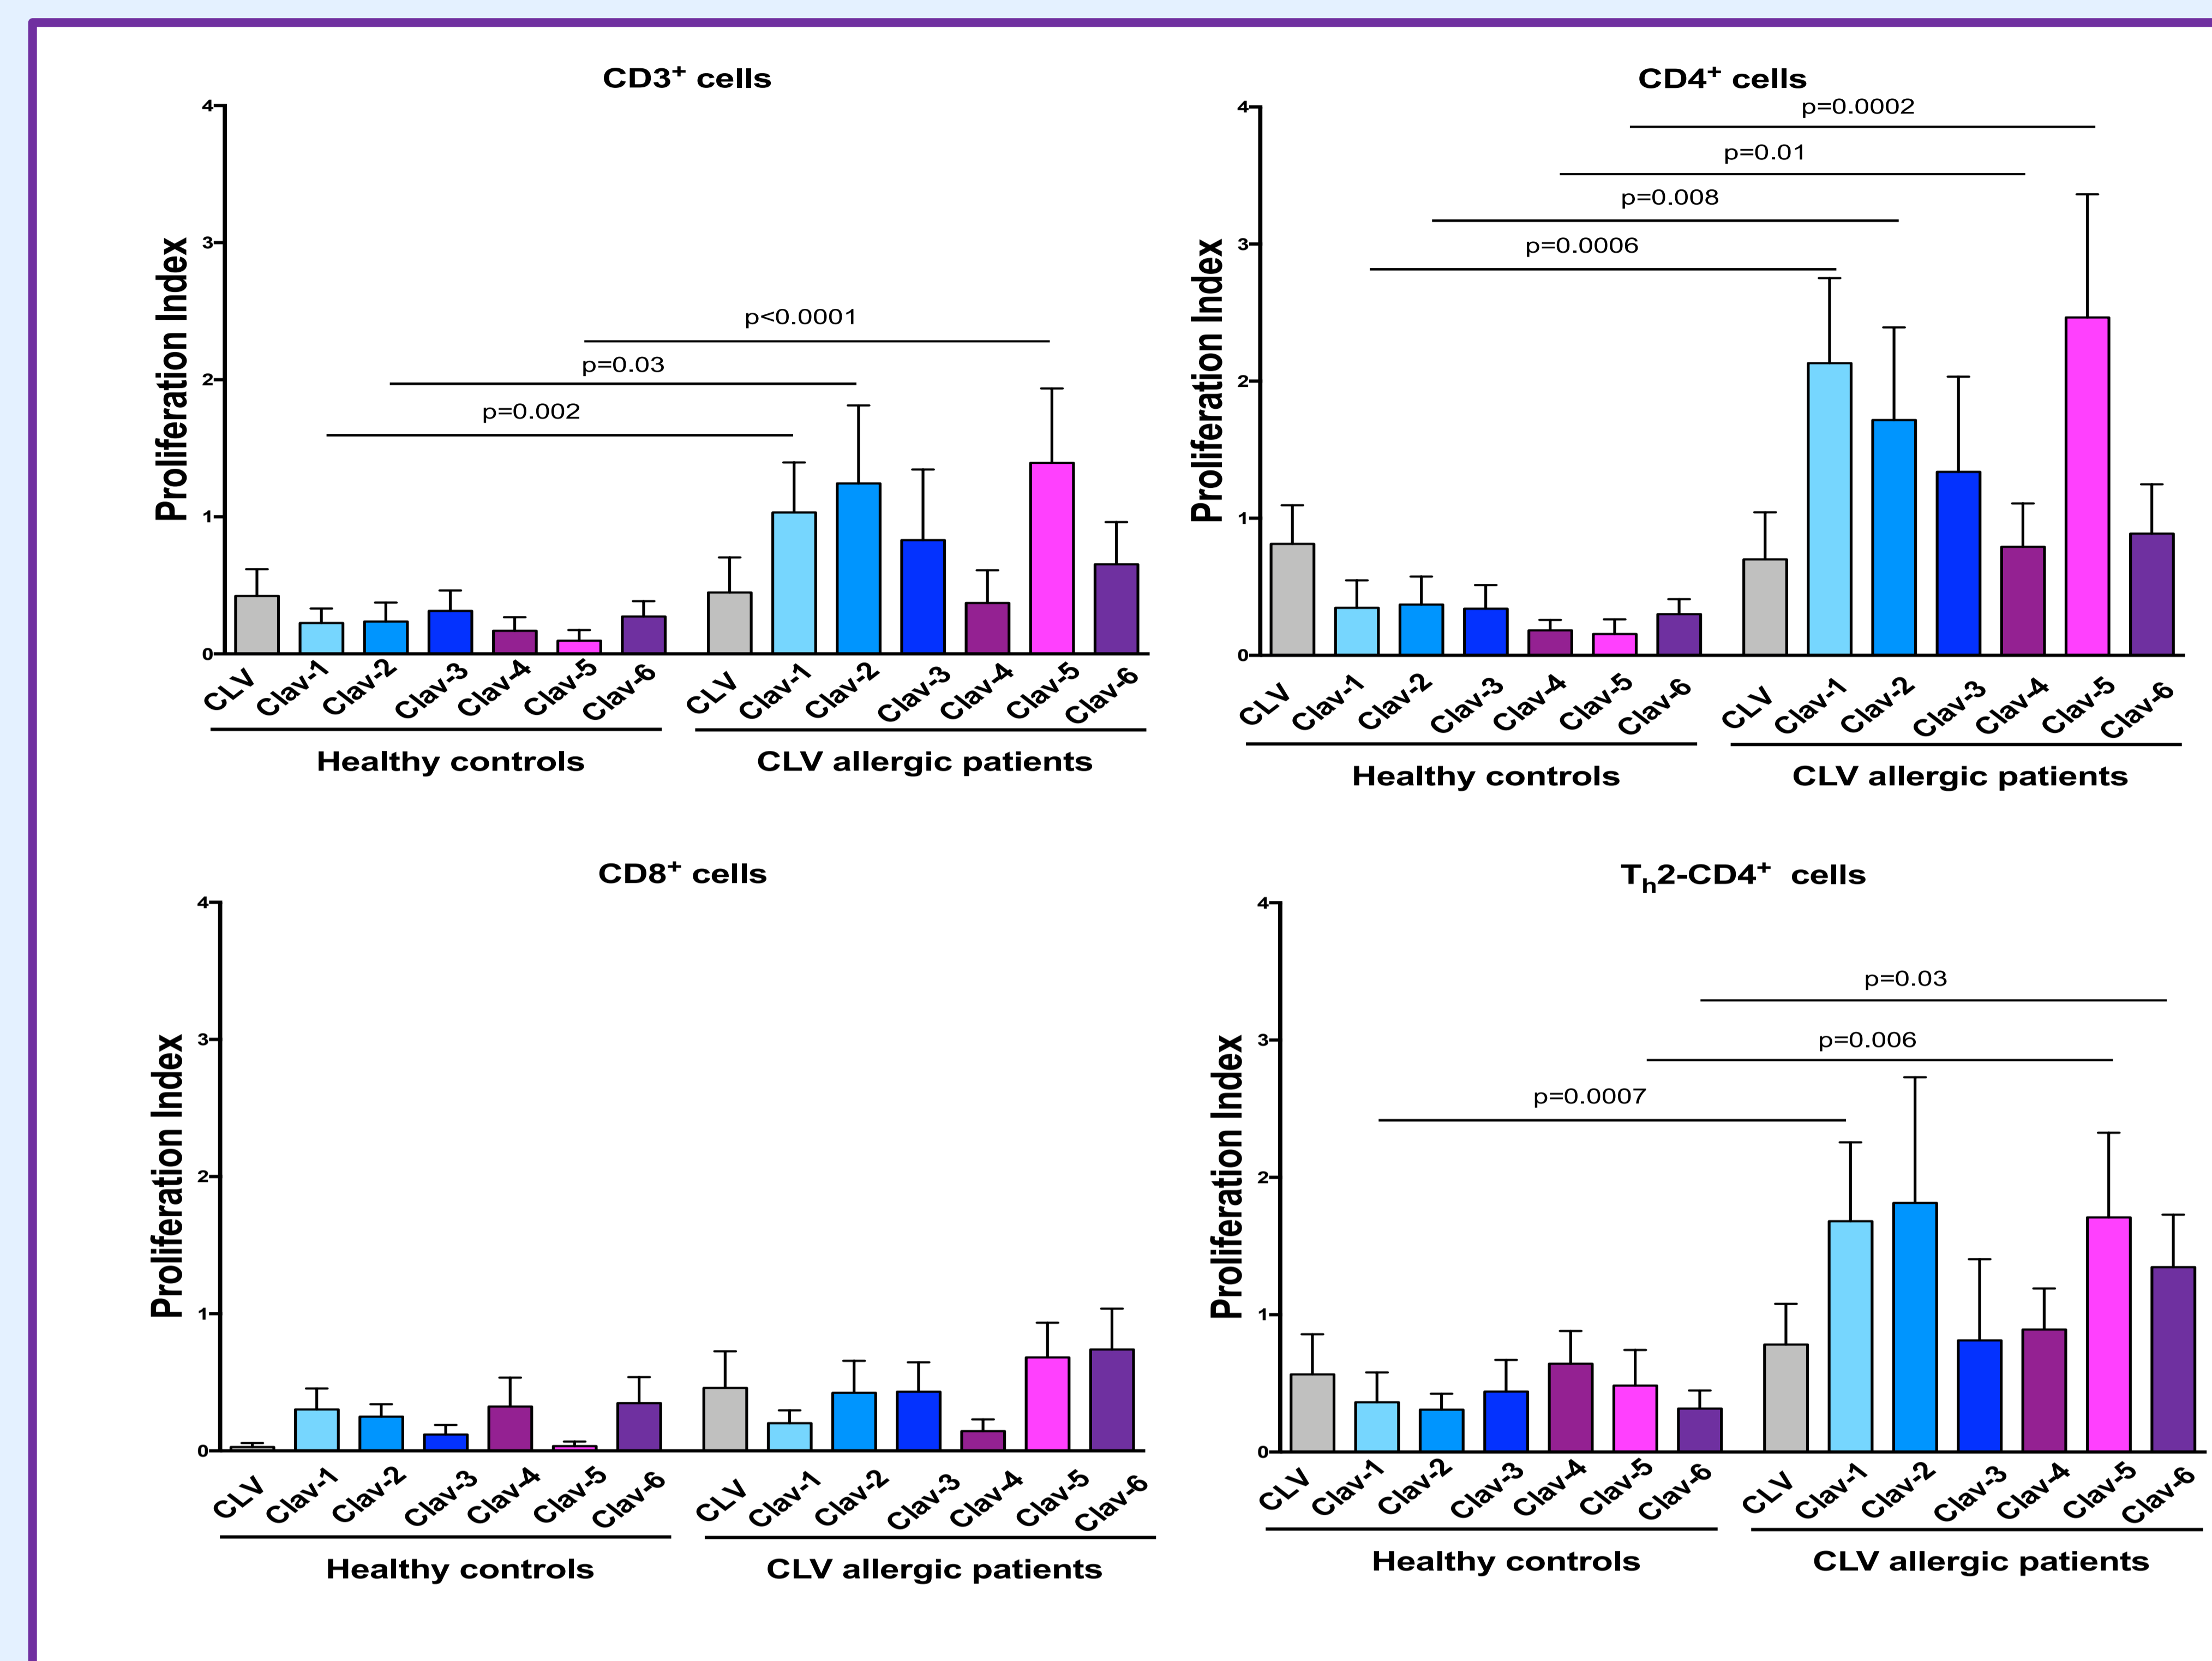 CD3+ cells
Proliferation Index
4
3
2
1
0
p<0.0001
p=0.03
p=0.002
CLV Clav-1 Clav-2 Clav-3 Clav-4 Clav-5 Clav-6 CLV Clav-1 Clav-2 Clav-3 Clav-4 Clav-5 Clav-6
Healthy controls CLV allergic patients
CD4+ cells
Proliferation Index
4
3
2
1
0
p=0.0002
p=0.01
p=0.008
p=0.0006
CLV Clav-1 Clav-2 Clav-3 Clav-4 Clav-5 Clav-6 CLV Clav-1 Clav-2 Clav-3 Clav-4 Clav-5 Clav-6
Healthy controls CLV allergic patients
CD8+ cells
Proliferation Index
4
3
2
1
0
CLV Clav-1 Clav-2 Clav-3 Clav-4 Clav-5 Clav-6 CLV Clav-1 Clav-2 Clav-3 Clav-4 Clav-5 Clav-6
Healthy controls CLV allergic patients
Th2-CD4+ cells
Proliferation Index
4
3
2
1
0
p=0.03
p=0.006
p=0.0007
CLV Clav-1 Clav-2 Clav-3 Clav-4 Clav-5 Clav-6 CLV Clav-1 Clav-2 Clav-3 Clav-4 Clav-5 Clav-6
Healthy controls CLV allergic patients